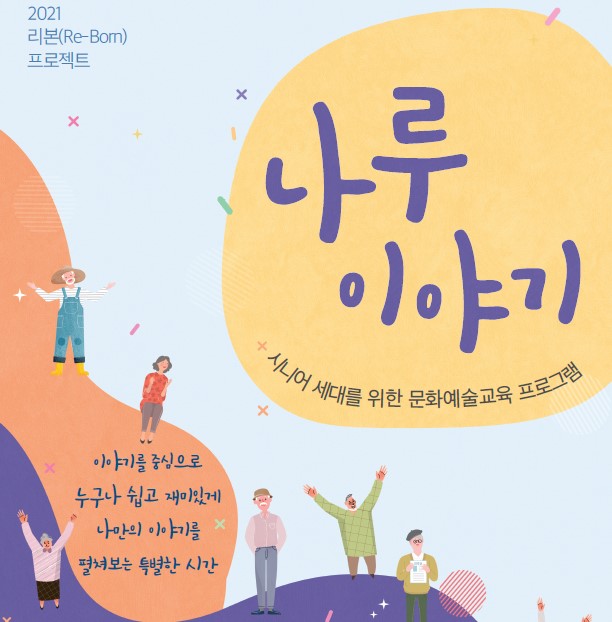 2021
리본(Re-Born)
프로젝트
나루
이야기
시니어 세대를 위한 문화예술교육 프로그램
이야기를 중심으로
누구나 쉽고 재미있게
나만의 이야기를
펼쳐보는 특별한 시간